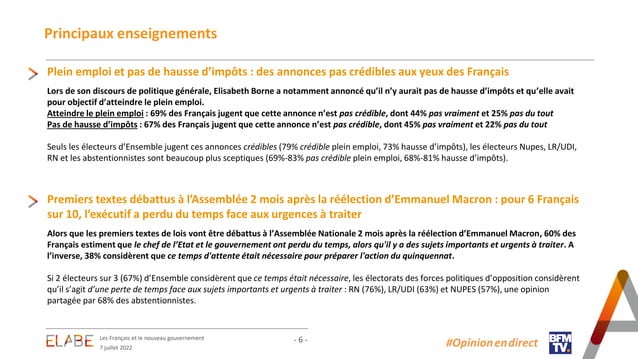 Principaux enseignements
Plein emploi et pas de hausse d’impôts : des annonces pas crédibles aux yeux des Français
Lors de son discours de politique générale, Elisabeth Borne a notamment annoncé qu’il n’y aurait pas de hausse d’impôts et qu’elle avait
pour objectif d’atteindre le plein emploi.
Atteindre le plein emploi : 69% des Français jugent que cette annonce n’est pas crédible, dont 44% pas vraiment et 25% pas du tout
Pas de hausse d’impôts : 67% des Français jugent que cette annonce n’est pas crédible, dont 45% pas vraiment et 22% pas du tout
Seuls les électeurs d’Ensemble jugent ces annonces crédibles (79% crédible plein emploi, 73% hausse d’impôts), les électeurs Nupes, LR/UDI,
RN et les abstentionnistes sont beaucoup plus sceptiques (69%-83% pas crédible plein emploi, 68%-81% hausse d’impôts).
Premiers textes débattus à l’Assemblée 2 mois après la réélection d’Emmanuel Macron : pour 6 Français
sur 10, l’exécutif a perdu du temps face aux urgences à traiter
Alors que les premiers textes de lois vont être débattus à l’Assemblée Nationale 2 mois après la réélection d’Emmanuel Macron, 60% des
Français estiment que le chef de l’Etat et le gouvernement ont perdu du temps, alors qu'il y a des sujets importants et urgents à traiter. A
l’inverse, 38% considèrent que ce temps d'attente était nécessaire pour préparer l'action du quinquennat.
Si 2 électeurs sur 3 (67%) d’Ensemble considèrent que ce temps était nécessaire, les électorats des forces politiques d’opposition considèrent
qu’il s’agit d’une perte de temps face aux sujets importants et urgents à traiter : RN (76%), LR/UDI (63%) et NUPES (57%), une opinion
partagée par 68% des abstentionnistes.
ELABE
Les Français et le nouveau gouvernement
7 juillet 2022
- 6 -
#Opinionendirect
BFM
TV.